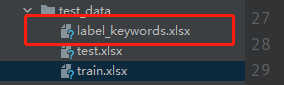 test_data
27
label_keywords.xlsx
28
test.xlsx
train.xlsx
29